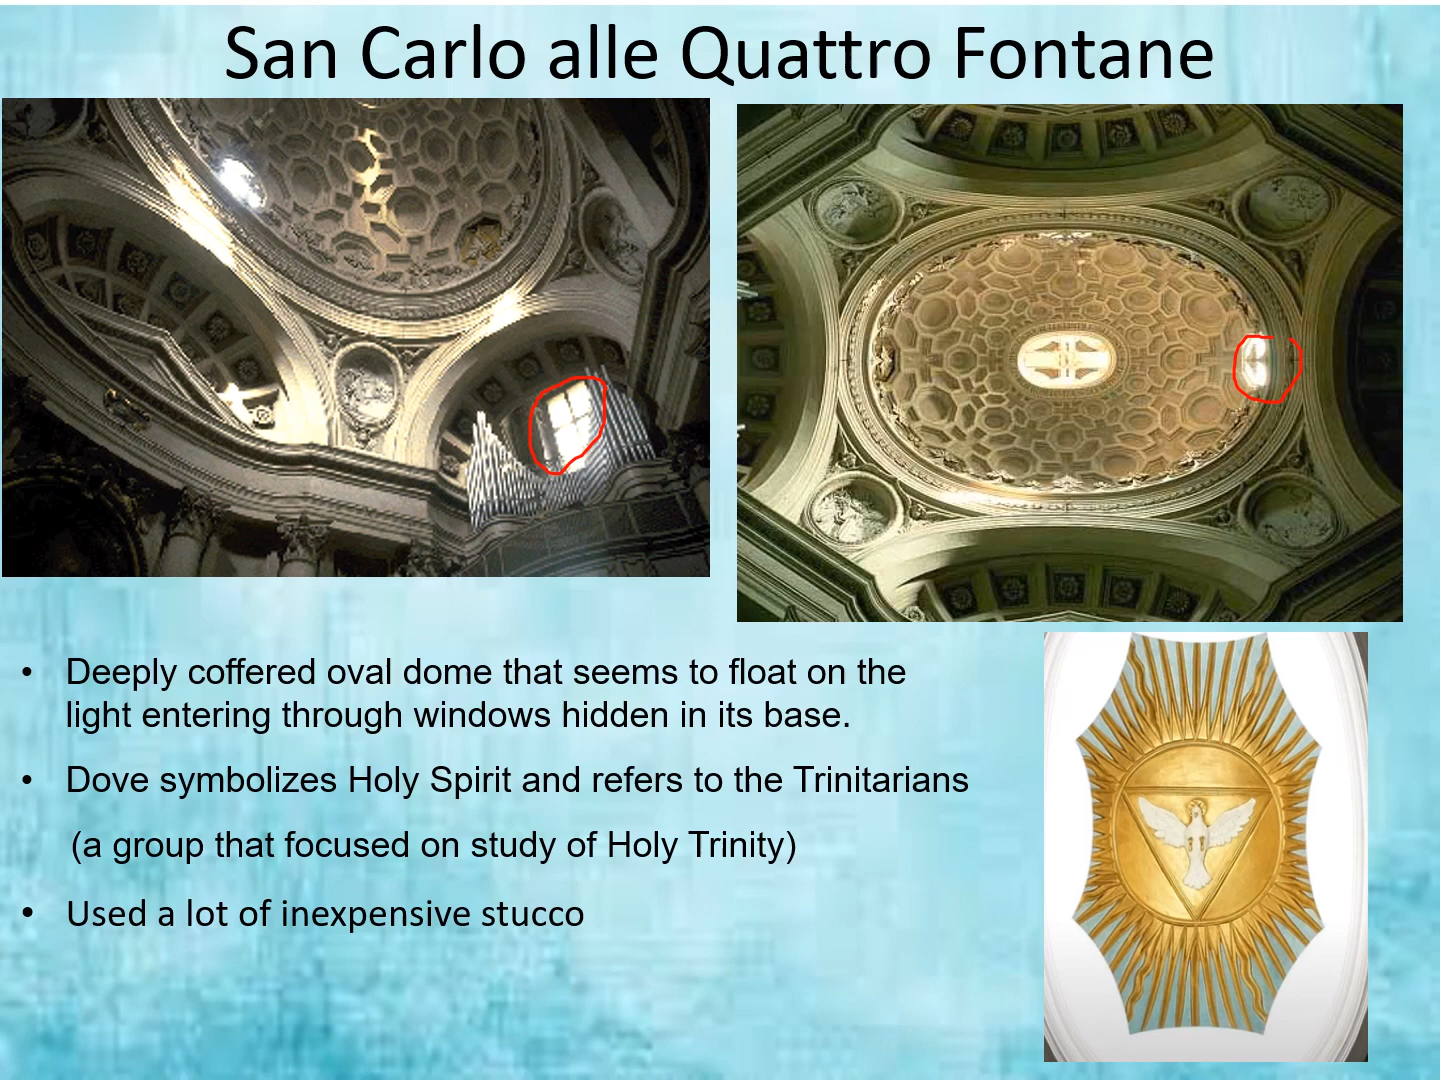 San Carlo alle Quattro Fontane
• Deeply coffered oval dome that seems to float on the
light entering through windows hidden in its base.
• Dove symbolizes Holy Spirit and refers to the Trinitarians
(a group that focused on study of Holy Trinity)
• Used a lot of inexpensive stucco